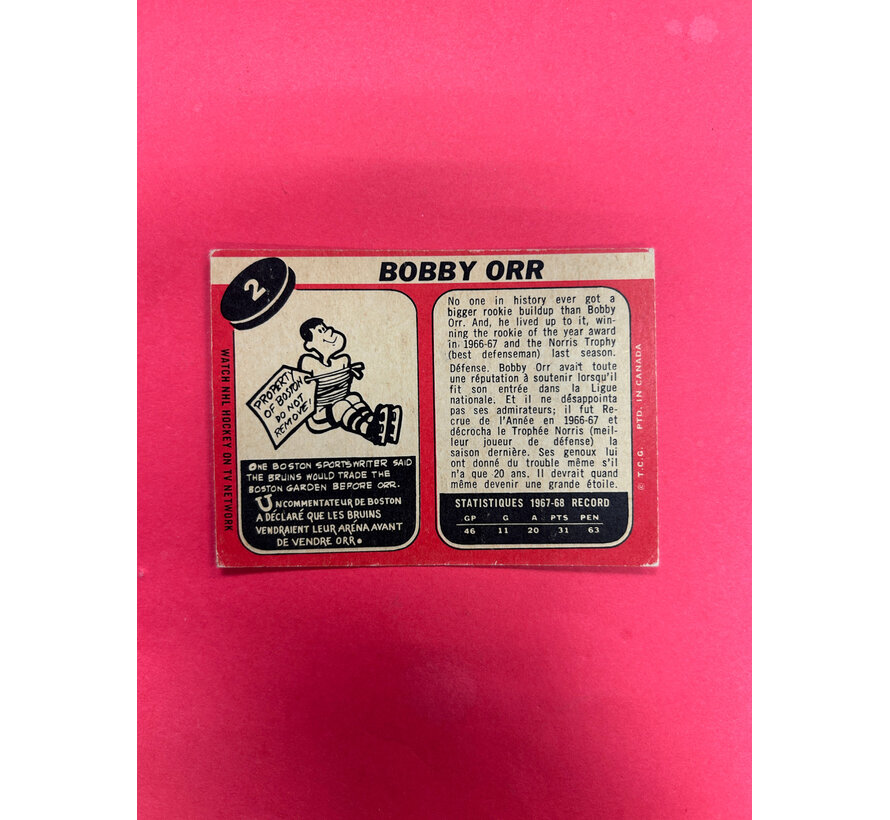 2
BOBBY ORR
PROPERTY
OF BOSTON
DO NOT
REMOVE!
ONE BOSTON SPORTSWRITER SAID
THE BRUINS WOULD TRADE THE
BOSTON GARDEN BEFORE ORR.
UN COMMENTATEUR DE BOSTON
A DÉCLARÉ QUE LES BRUINS
VENDRAIENT LEUR ARÉNA AVANT
DE VENDRE ORR.
WATCH NHL HOCKEY ON TV NETWORK
No one in history ever got a
bigger rookie buildup than Bobby
Orr. And, he lived up to it, win-
ning the rookie of the year award
in 1966-67 and the Norris Trophy
(best defenseman) last season.
Défense. Bobby Orr avait toute
une réputation à soutenir lorsqu'il
fit son entrée dans la Ligue
nationale. Et il ne désappointa
pas ses admirateurs; il fut Re-
crue de l'Année en 1966-67 et
décrocha le Trophée Norris (meil-
leur joueur de défense) la
saison dernière. Ses genoux lui
ont donné du trouble même s'il
n'a que 20 ans. Il devrait quand
même devenir une grande étoile.
STATISTIQUES 1967-68 RECORD
GP G A PTS PEN
46 11 20 31 63
© T.C.G. PTD. IN CANADA